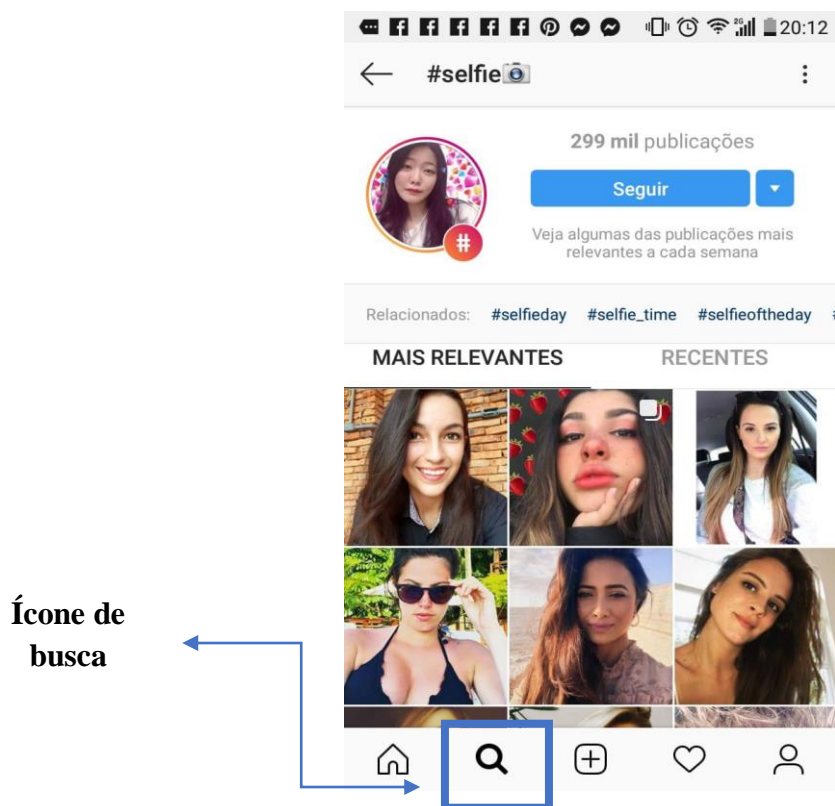 2G 20:12
#selfie📷
299 mil publicações
Seguir
Veja algumas das publicações mais
relevantes a cada semana
Relacionados: #selfieday #selfie_time #selfieoftheday #
MAIS RELEVANTES RECENTES
Ícone de
busca